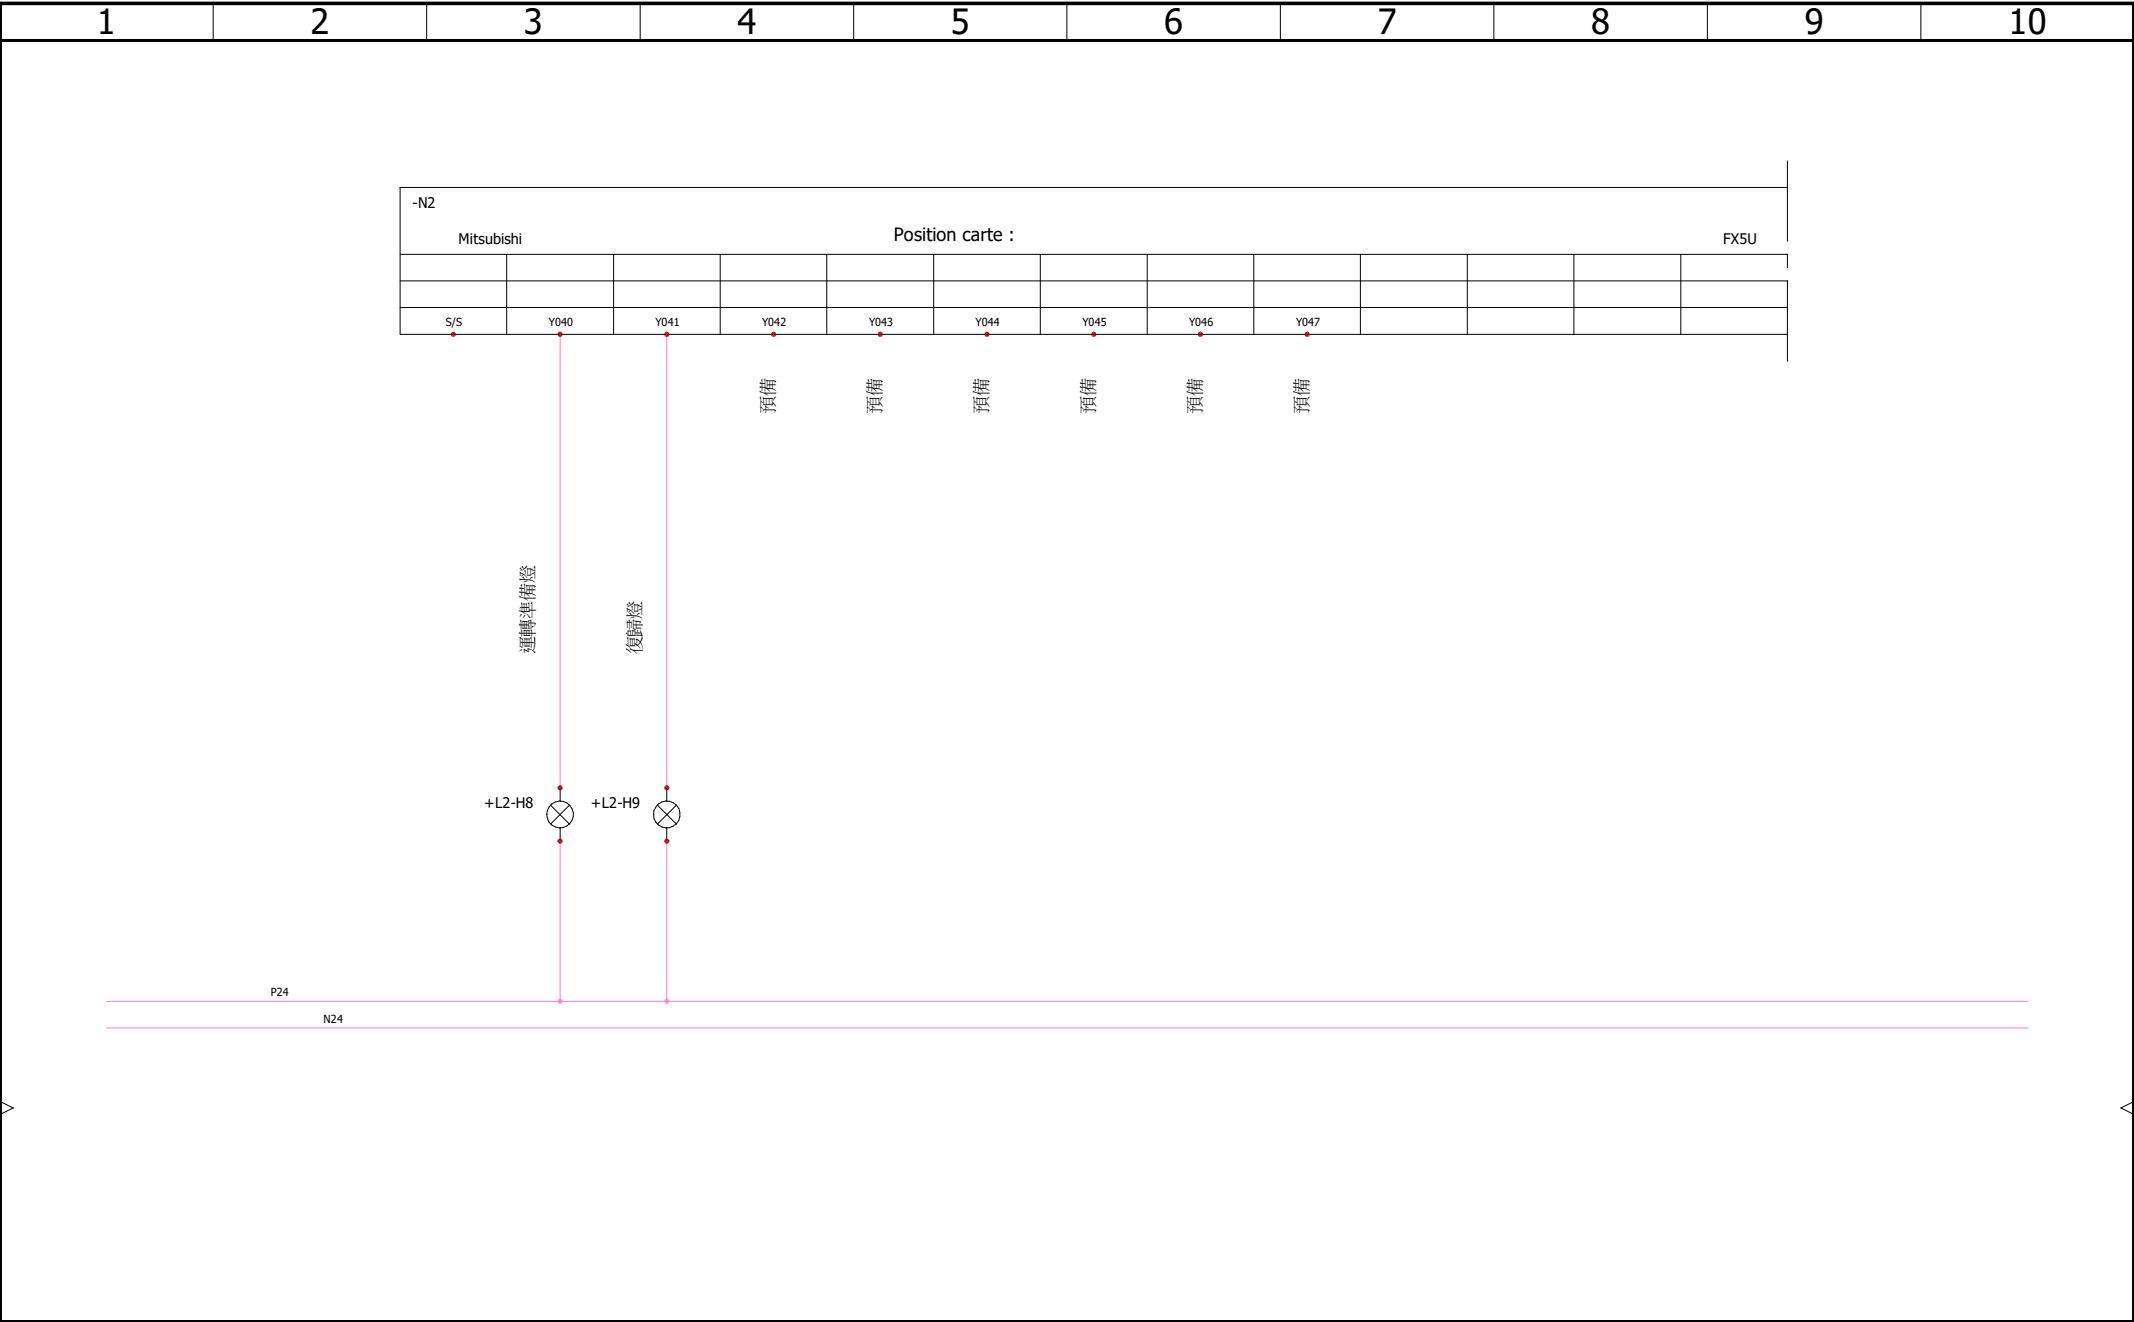 1 2 3 4 5 6 7 8 9 10
-N2
Mitsubishi Position carte : FX5U
S/S Y040 Y041 Y042 Y043 Y044 Y045 Y046 Y047
預備 預備 預備 預備 預備 預備
運轉準備燈 復歸燈
+L2-H8 +L2-H9
P24
N24